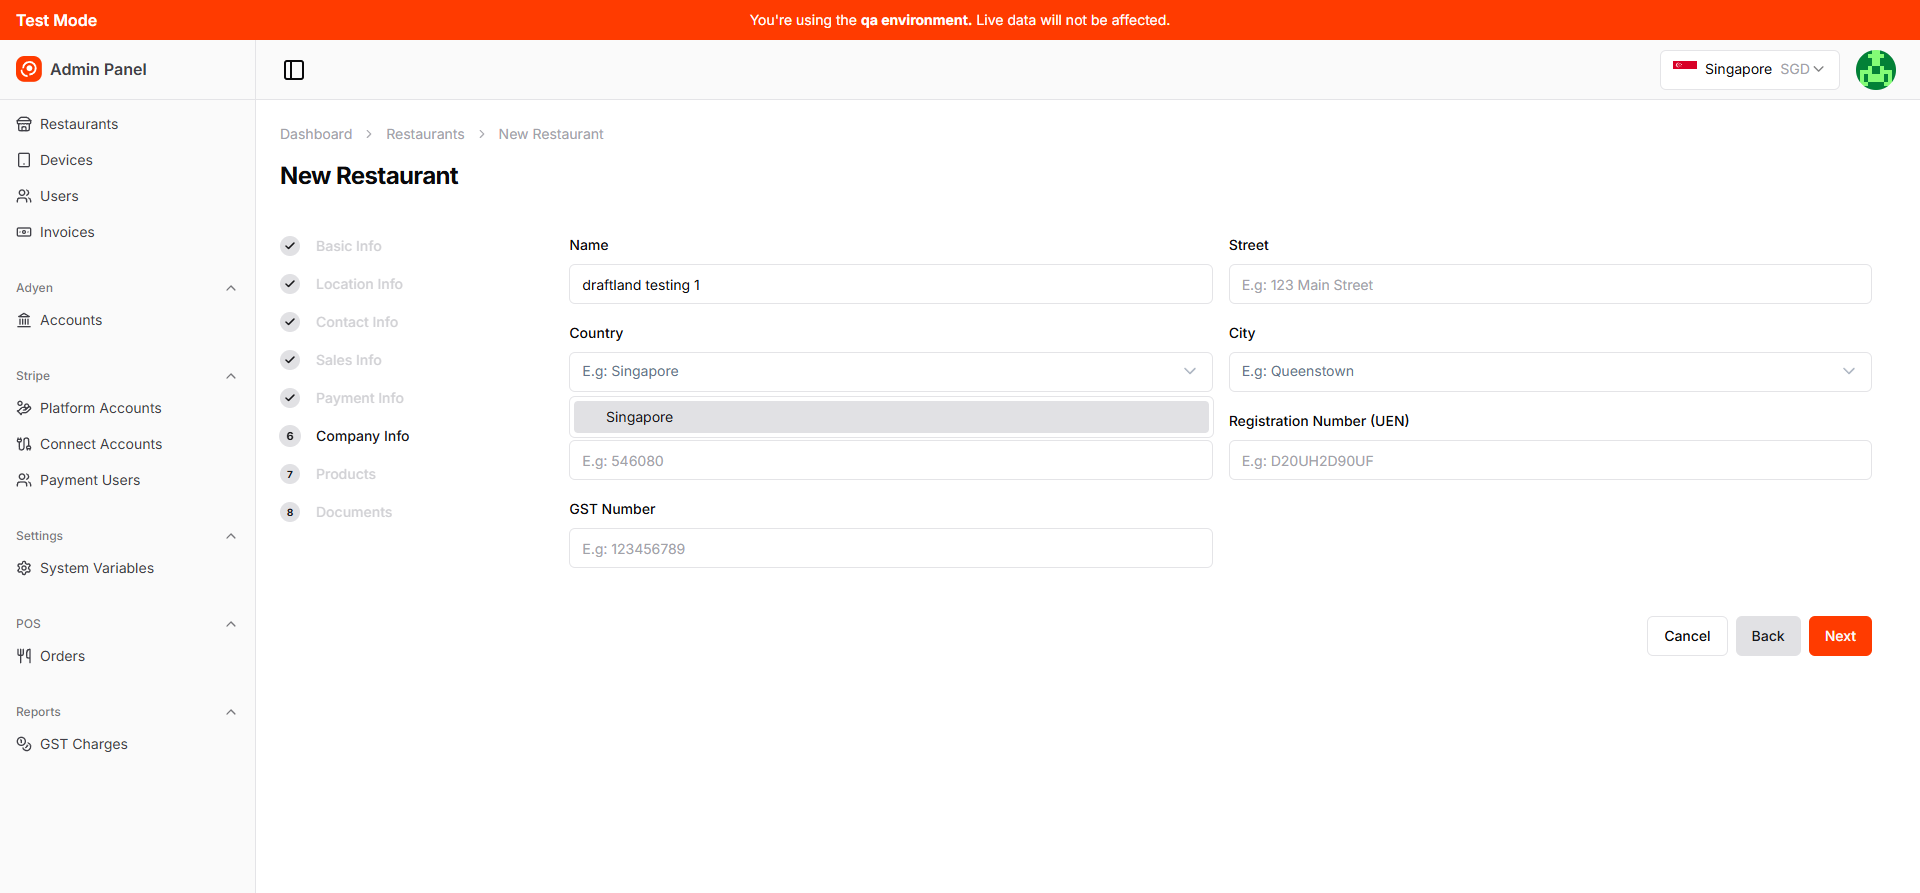 Test Mode
You're using the qa environment. Live data will not be affected.
Admin Panel
Singapore SGD
Restaurants
Devices
Users
Invoices
Adyen
Accounts
Stripe
Platform Accounts
Connect Accounts
Payment Users
Settings
System Variables
POS
Orders
Reports
GST Charges
Dashboard > Restaurants > New Restaurant
New Restaurant
Basic Info
Location Info
Contact Info
Sales Info
Payment Info
6 Company Info
7 Products
8 Documents
Name
draftland testing 1
Street
E.g: 123 Main Street
Country
E.g: Singapore
Singapore
City
E.g: Queenstown
E.g: 546080
Registration Number (UEN)
E.g: D20UH2D90UF
GST Number
E.g: 123456789
Cancel
Back
Next